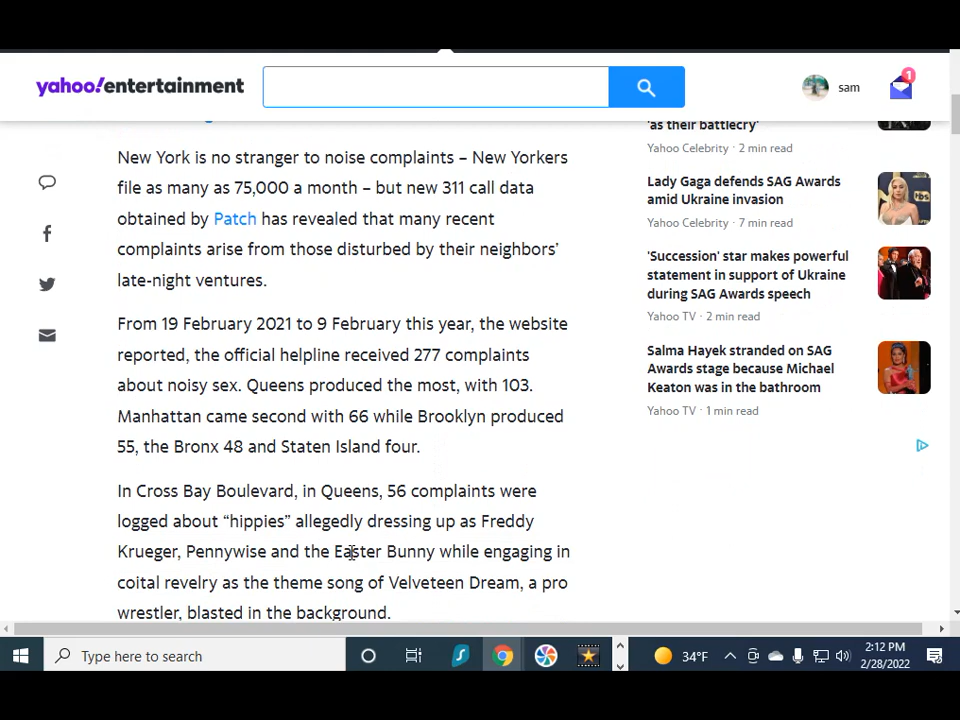 yahoo!entertainment
sam
1
New York is no stranger to noise complaints – New Yorkers
file as many as 75,000 a month – but new 311 call data
obtained by Patch has revealed that many recent
complaints arise from those disturbed by their neighbors’
late-night ventures.
From 19 February 2021 to 9 February this year, the website
reported, the official helpline received 277 complaints
about noisy sex. Queens produced the most, with 103.
Manhattan came second with 66 while Brooklyn produced
55, the Bronx 48 and Staten Island four.
In Cross Bay Boulevard, in Queens, 56 complaints were
logged about “hippies” allegedly dressing up as Freddy
Krueger, Pennywise and the Easter Bunny while engaging in
coital revelry as the theme song of Velveteen Dream, a pro
wrestler, blasted in the background.
'as their battlecry'
Yahoo Celebrity · 2 min read
Lady Gaga defends SAG Awards
amid Ukraine invasion
Yahoo Celebrity · 7 min read
'Succession' star makes powerful
statement in support of Ukraine
during SAG Awards speech
Yahoo TV · 2 min read
Salma Hayek stranded on SAG
Awards stage because Michael
Keaton was in the bathroom
Yahoo TV · 1 min read
Type here to search
34°F
2:12 PM
2/28/2022